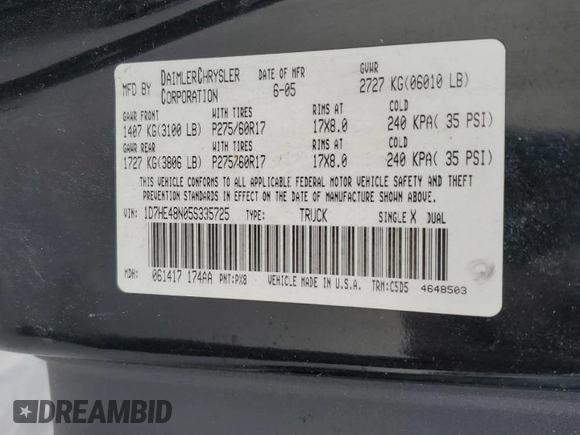 MFD BY DAIMLERCHRYSLER CORPORATION DATE OF MFR 6-05 GVWR 2727 KG(06010 LB)
GAWR FRONT WITH TIRES RIMS AT COLD
1407 KG(3100 LB) P275/60R17 17X8.0 240 KPA( 35 PSI)
GAWR REAR WITH TIRES RIMS AT COLD
1727 KG(3806 LB) P275/60R17 17X8.0 240 KPA( 35 PSI)
THIS VEHICLE CONFORMS TO ALL APPLICABLE FEDERAL MOTOR VEHICLE SAFETY AND THEFT
PREVENTION STANDARDS IN EFFECT ON THE DATE OF MANUFACTURE SHOWN ABOVE.
VIN: 1D7HE48N05S335725 TYPE: TRUCK SINGLE X DUAL
MDH: 061417 174AA PNT:PX8 VEHICLE MADE IN U.S.A. TRM:C5D5 4648503
DREAMBID